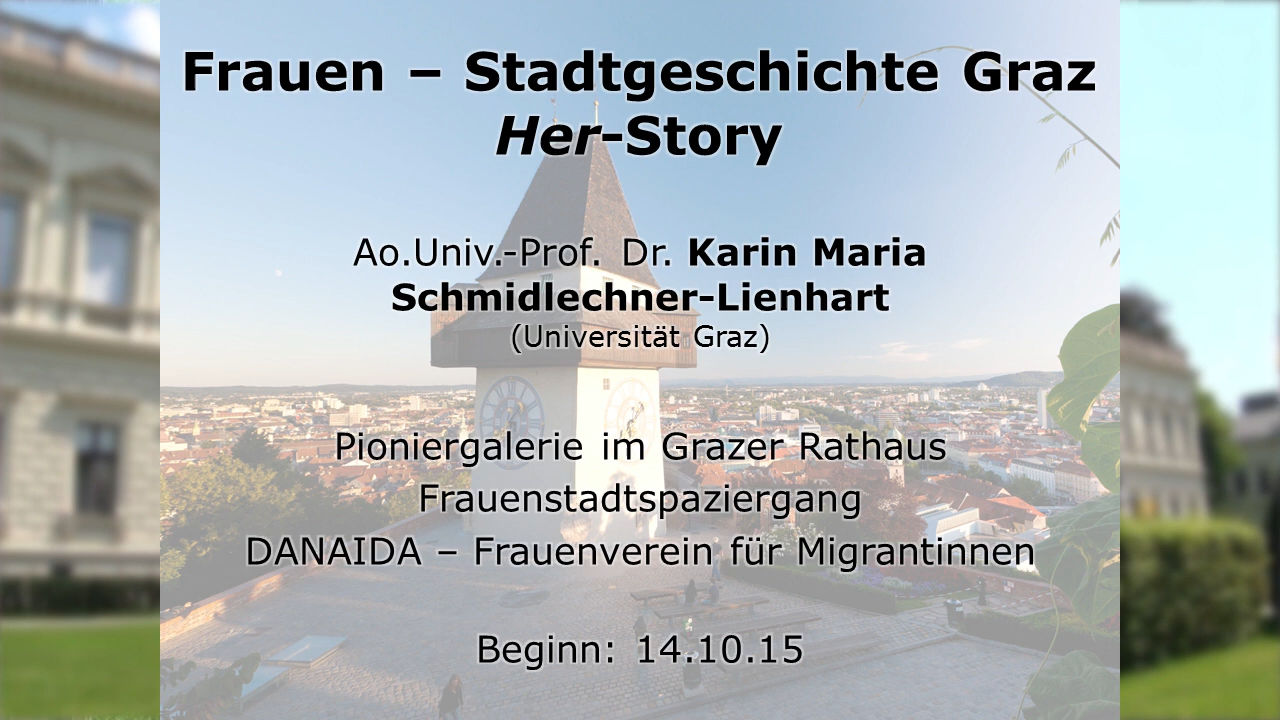 Frauen – Stadtgeschichte Graz
Her-Story
Ao.Univ.-Prof. Dr. Karin Maria
Schmidlechner-Lienhart
(Universität Graz)
Pioniergalerie im Grazer Rathaus
Frauenstadtspaziergang
DANAIDA – Frauenverein für Migrantinnen
Beginn: 14.10.15